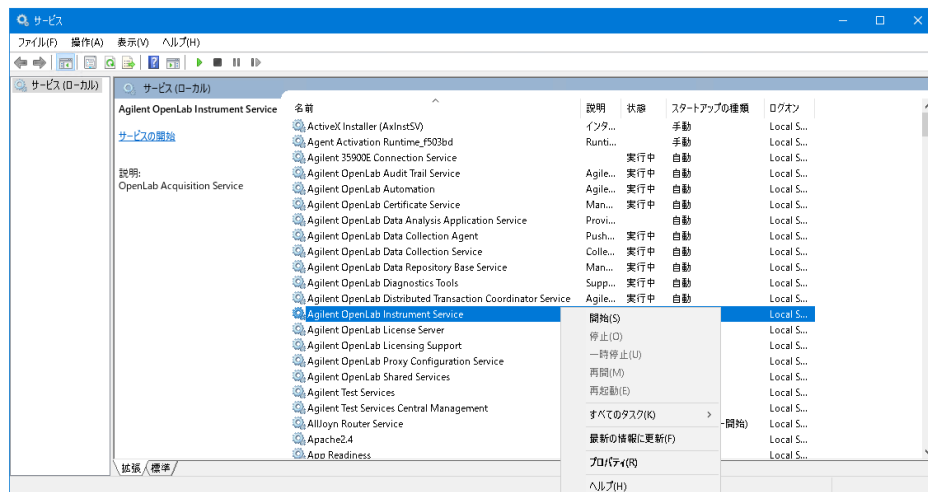 サービス
ファイル(F) 操作(A) 表示(V) ヘルプ(H)
サービス (ローカル)
サービス (ローカル)
Agilent OpenLab Instrument Service
サービスの開始
説明:
OpenLab Acquisition Service
名前 説明 状態 スタートアップの種類 ログオン
ActiveX Installer (AxInstSV) インタ... 手動 Local S...
Agent Activation Runtime_f503bd Runti... 手動 Local S...
Agilent 35900E Connection Service 実行中 自動 Local S...
Agilent OpenLab Audit Trail Service Agile... 実行中 自動 Local S...
Agilent OpenLab Automation Agile... 実行中 自動 Local S...
Agilent OpenLab Certificate Service Man... 実行中 自動 Local S...
Agilent OpenLab Data Analysis Application Service Provi... 自動 Local S...
Agilent OpenLab Data Collection Agent Push... 実行中 自動 Local S...
Agilent OpenLab Data Collection Service Colle... 実行中 自動 Local S...
Agilent OpenLab Data Repository Base Service Man... 実行中 自動 Local S...
Agilent OpenLab Diagnostics Tools Supp... 実行中 自動 Local S...
Agilent OpenLab Distributed Transaction Coordinator Service Agile... 実行中 自動 Local S...
Agilent OpenLab Instrument Service Local S...
Agilent OpenLab License Server Local S...
Agilent OpenLab Licensing Support Local S...
Agilent OpenLab Proxy Configuration Service Local S...
Agilent OpenLab Shared Services Local S...
Agilent Test Services Local S...
Agilent Test Services Central Management Local S...
AllJoyn Router Service ー開始) Local S...
Apache2.4 Local S...
App Readiness Local S...
開始(S)
停止(O)
一時停止(U)
再開(M)
再起動(E)
すべてのタスク(K)
最新の情報に更新(F)
プロパティ(R)
ヘルプ(H)
拡張 標準